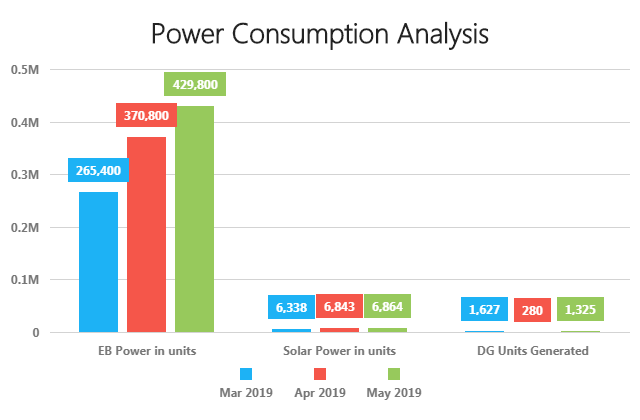 Power Consumption Analysis
0.5M
429,800
0.4M
370,800
0.3M
265,400
0.2M
0.1M
6,338 6,843 6,864
1,627 280 1,325
0
EB Power in units Solar Power in units DG Units Generated
Mar 2019 Apr 2019 May 2019